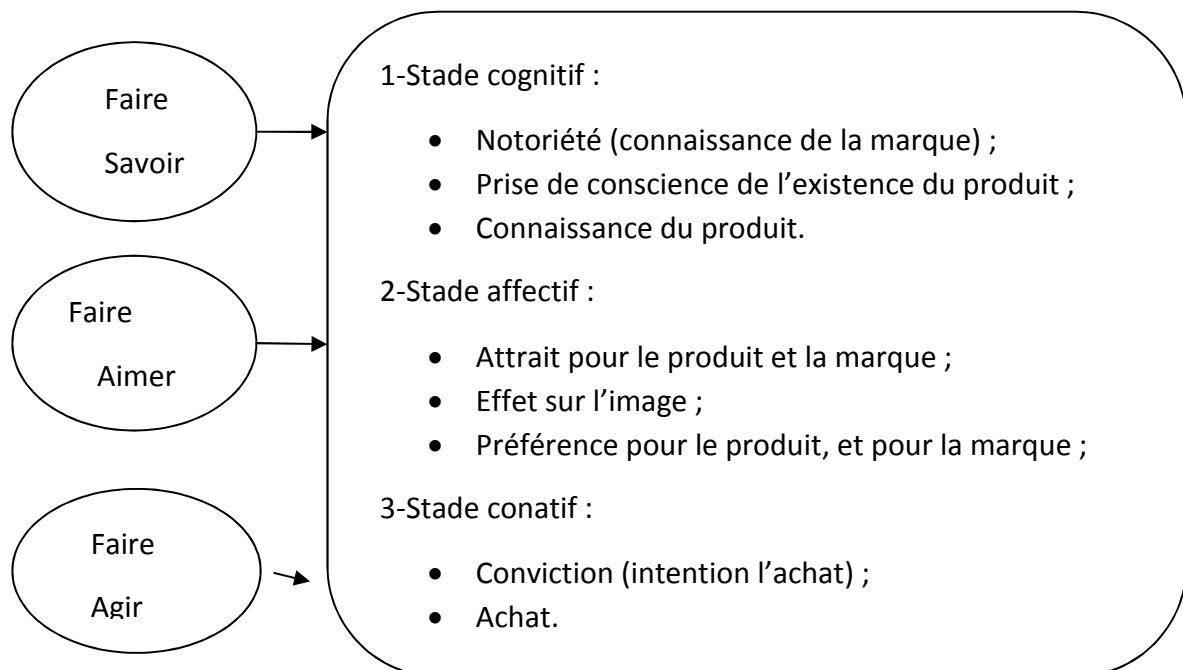 Faire
Savoir
1-Stade cognitif :
• Notoriété (connaissance de la marque) ;
• Prise de conscience de l’existence du produit ;
• Connaissance du produit.
Faire
Aimer
2-Stade affectif :
• Attrait pour le produit et la marque ;
• Effet sur l’image ;
• Préférence pour le produit, et pour la marque ;
Faire
Agir
3-Stade conatif :
• Conviction (intention l’achat) ;
• Achat.